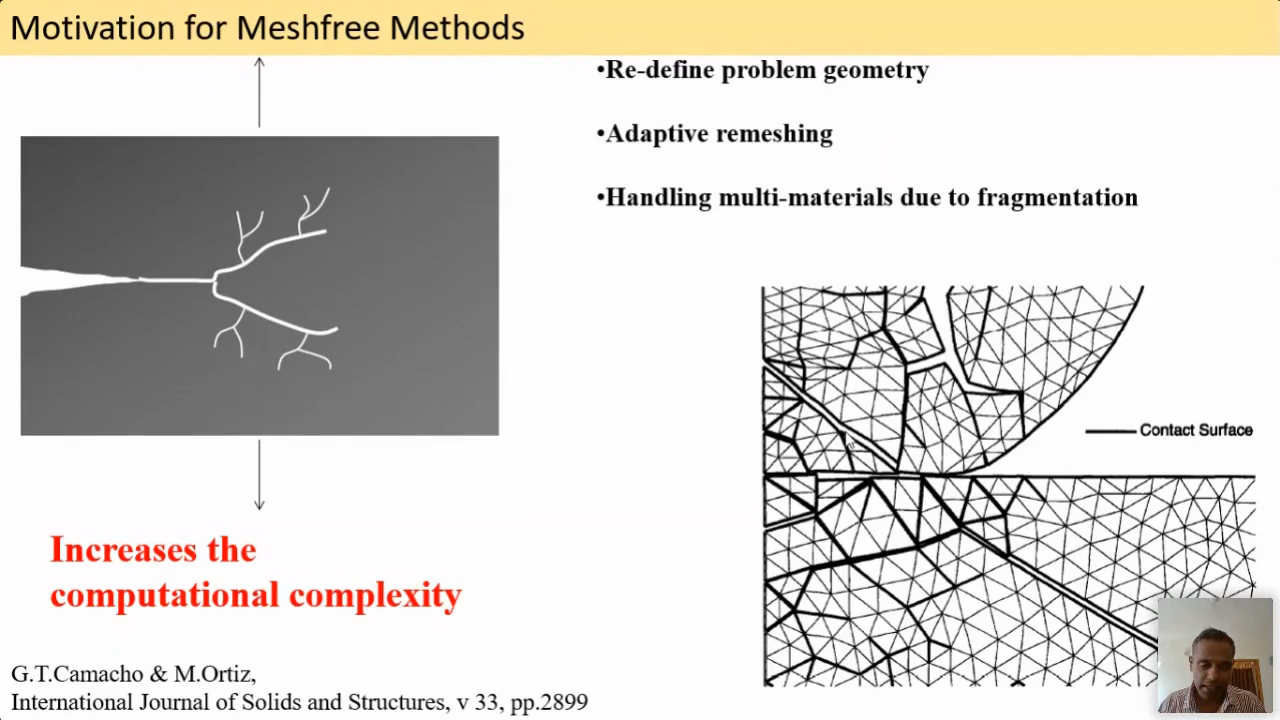 Motivation for Meshfree Methods
•Re-define problem geometry
•Adaptive remeshing
•Handling multi-materials due to fragmentation
Contact Surface
Increases the
computational complexity
G.T.Camacho & M.Ortiz,
International Journal of Solids and Structures, v 33, pp.2899